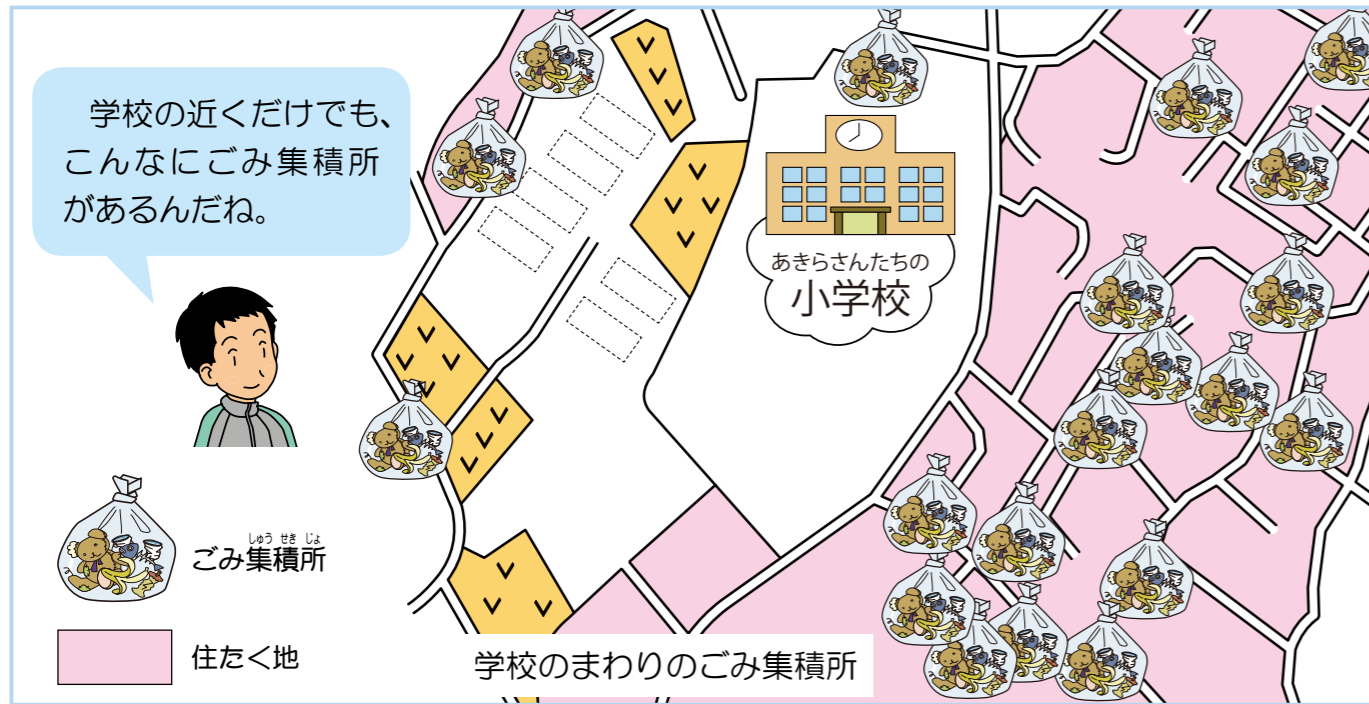 学校の近くだけでも、
こんなにごみ集積所
があるんだね。
あきらさんたちの
小学校
しゅう せき じょ
ごみ集積所
住たく地
学校のまわりのごみ集積所